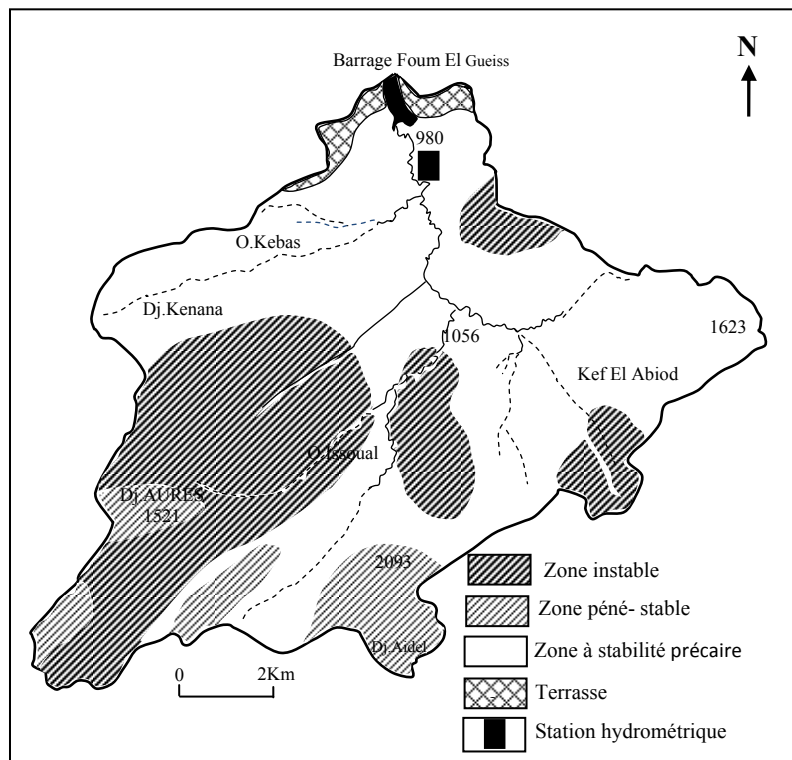 Barrage Foum El Gueiss
N
980
O.Kebas
Dj.Kenana
1056
1623
Kef El Abiod
O.Issoual
Dj.AURES
1521
2093
Dj.Aidel
0 2Km
Zone instable
Zone péné- stable
Zone à stabilité précaire
Terrasse
Station hydrométrique